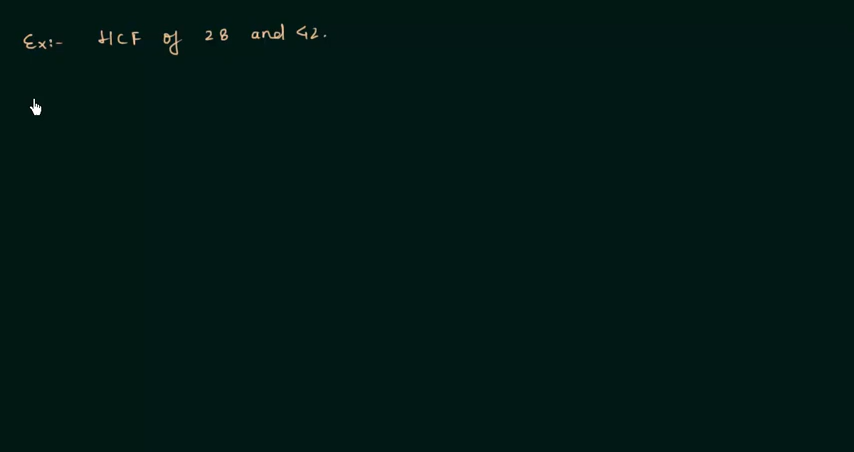 Ex:- HCF of 28 and 42.